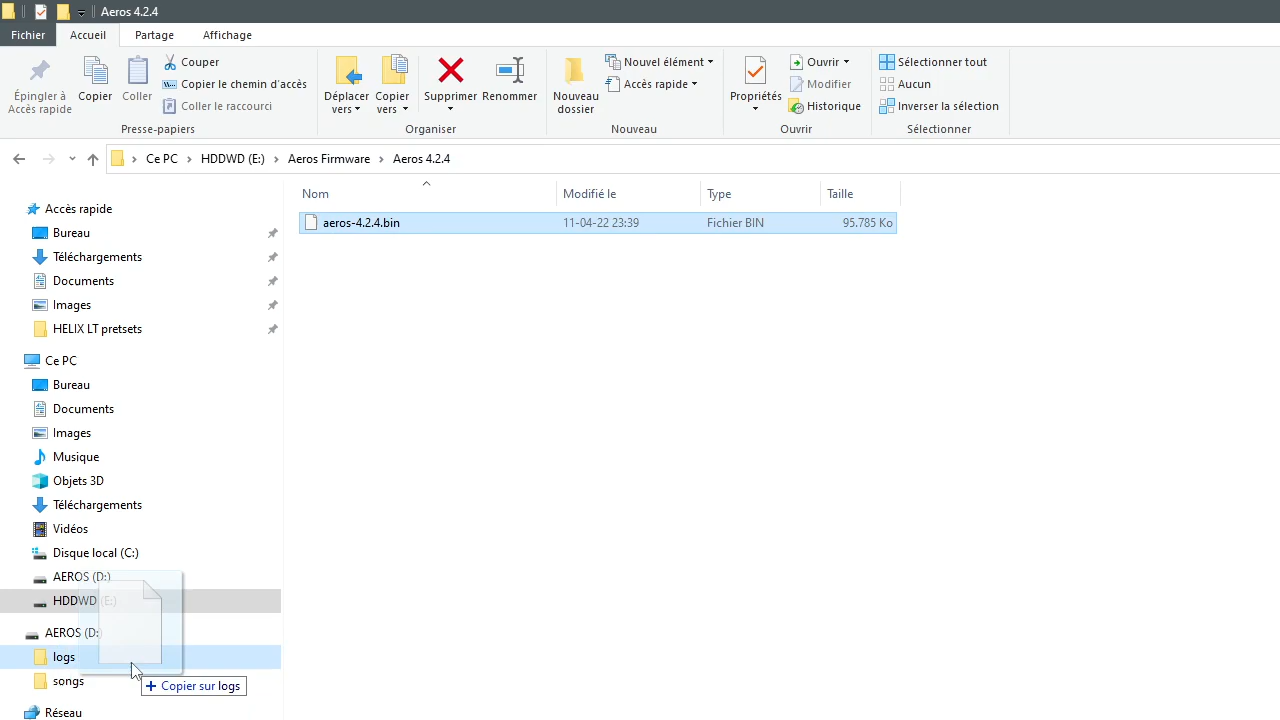 Aeros 4.2.4
Fichier Accueil Partage Affichage
Épingler à Accès rapide
Copier
Coller
Couper
Copier le chemin d'accès
Coller le raccourci
Presse-papiers
Déplacer vers
Copier vers
Supprimer
Renommer
Organiser
Nouveau dossier
Nouvel élément
Accès rapide
Nouveau
Propriétés
Ouvrir
Modifier
Historique
Ouvrir
Sélectionner tout
Aucun
Inverser la sélection
Sélectionner
Ce PC > HDDWD (E:) > Aeros Firmware > Aeros 4.2.4
Nom Modifié le Type Taille
aeros-4.2.4.bin 11-04-22 23:39 Fichier BIN 95.785 Ko
Accès rapide
Bureau
Téléchargements
Documents
Images
HELIX LT pretsets
Ce PC
Bureau
Documents
Images
Musique
Objets 3D
Téléchargements
Vidéos
Disque local (C:)
AEROS (D:)
HDDWD (E:)
AEROS (D:)
logs
songs
+ Copier sur logs
Réseau